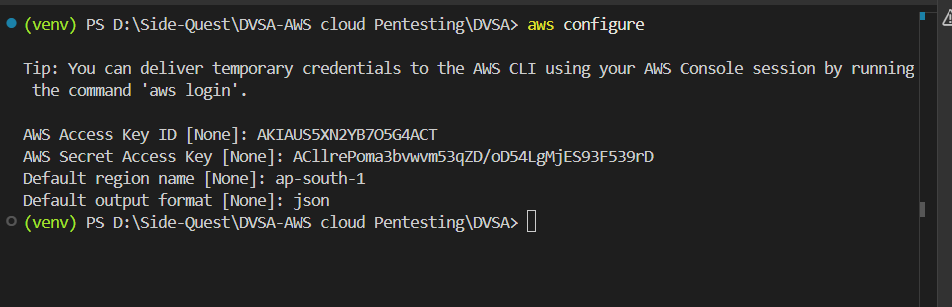 (venv) PS D:\Side-Quest\DVSA-AWS cloud Pentesting\DVSA> aws configure
Tip: You can deliver temporary credentials to the AWS CLI using your AWS Console session by running
the command 'aws login'.
AWS Access Key ID [None]: AKIAUS5XN2YB7O5G4ACT
AWS Secret Access Key [None]: ACllrePoma3bvwvm53qZD/oD54LgMjES93F539rD
Default region name [None]: ap-south-1
Default output format [None]: json
(venv) PS D:\Side-Quest\DVSA-AWS cloud Pentesting\DVSA>